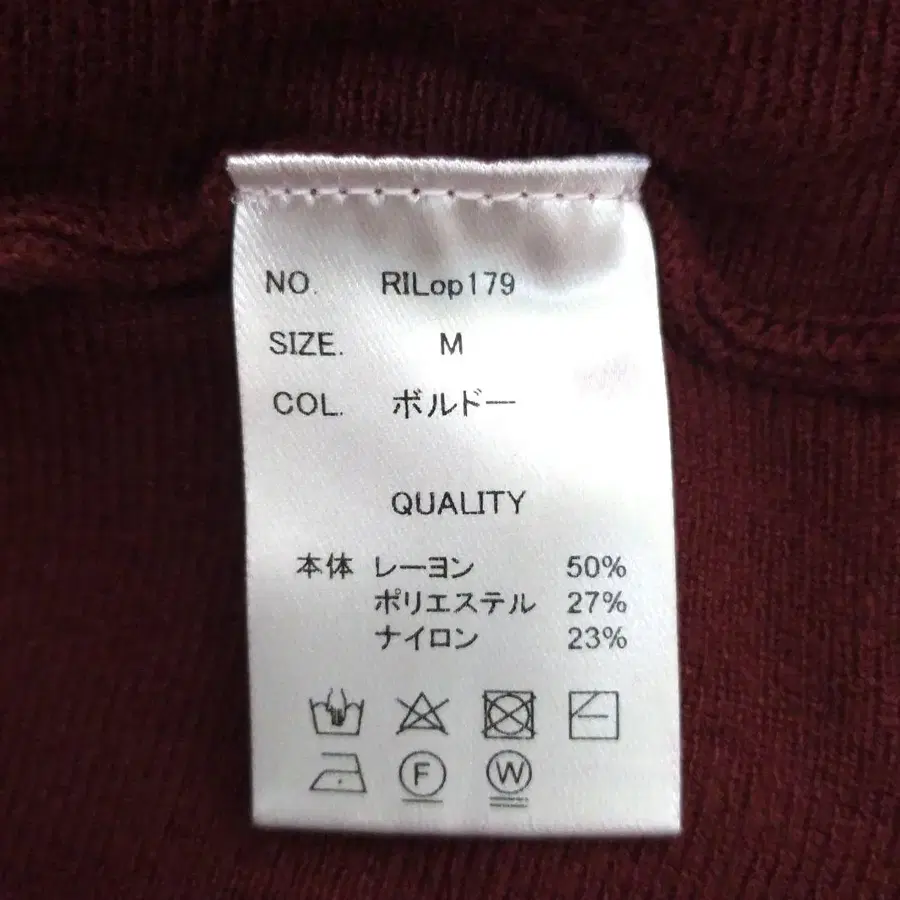 NO. RILop179
SIZE. M
COL. ボルドー
QUALITY
本体 レーヨン 50%
ポリエステル 27%
ナイロン 23%
F W